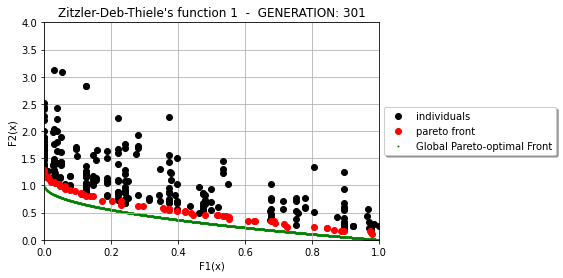 Zitzler-Deb-Thiele's function 1 - GENERATION: 301
4.0
3.5
3.0
2.5
2.0
1.5
1.0
0.5
0.0
F2(x)
0.0 0.2 0.4 0.6 0.8 1.0
F1(x)
individuals
pareto front
Global Pareto-optimal Front